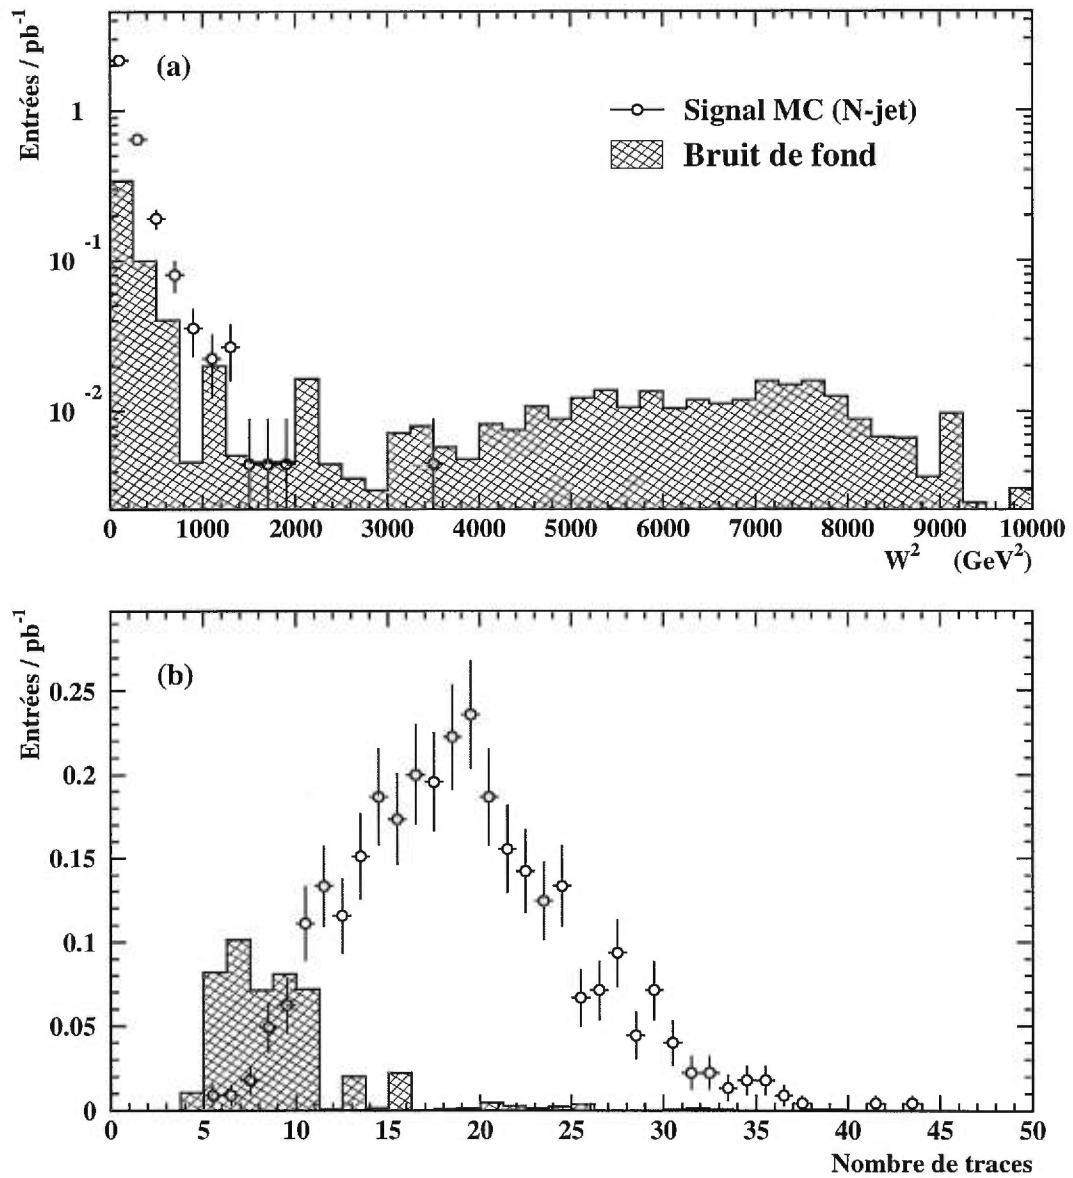 Entrées / pb⁻¹
(a)
Signal MC (N-jet)
Bruit de fond
1
10⁻¹
10⁻²
0 1000 2000 3000 4000 5000 6000 7000 8000 9000 10000
W² (GeV²)
Entrées / pb⁻¹
(b)
0.25
0.2
0.15
0.1
0.05
0
0 5 10 15 20 25 30 35 40 45 50
Nombre de traces